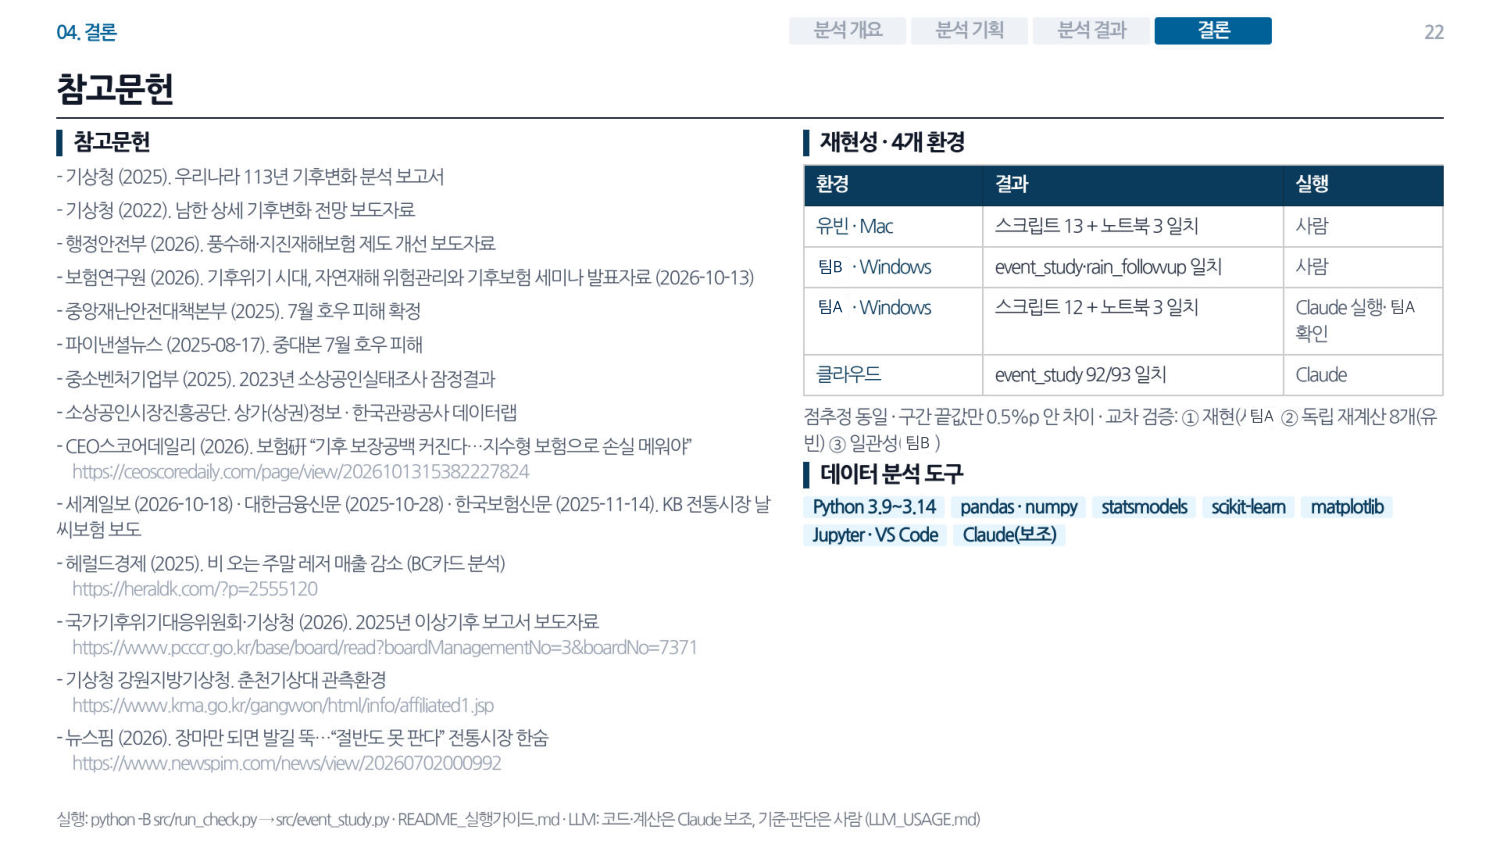 04. 결론
분석 개요
분석 기획
분석 결과
결론
22
참고문헌
참고문헌
- 기상청 (2025). 우리나라 113년 기후변화 분석 보고서
- 기상청 (2022). 남한 상세 기후변화 전망 보도자료
- 행정안전부 (2026). 풍수해·지진재해보험 제도 개선 보도자료
- 보험연구원 (2026). 기후위기 시대, 자연재해 위험관리와 기후보험 세미나 발표자료 (2026-10-13)
- 중앙재난안전대책본부 (2025). 7월 호우 피해 확정
- 파이낸셜뉴스 (2025-08-17). 중대본 7월 호우 피해
- 중소벤처기업부 (2025). 2023년 소상공인실태조사 잠정결과
- 소상공인시장진흥공단. 상가(상권)정보 · 한국관광공사 데이터랩
- CEO스코어데일리 (2026). 보험硏 “기후 보장공백 커진다…지수형 보험으로 손실 메워야”
https://ceoscoredaily.com/page/view/2026101315382227824
- 세계일보 (2026-10-18) · 대한금융신문 (2025-10-28) · 한국보험신문 (2025-11-14). KB 전통시장 날
씨보험 보도
- 헤럴드경제 (2025). 비 오는 주말 레저 매출 감소 (BC카드 분석)
https://heraldk.com/?p=2555120
- 국가기후위기대응위원회·기상청 (2026). 2025년 이상기후 보고서 보도자료
https://www.pcccr.go.kr/base/board/read?boardManagementNo=3&boardNo=7371
- 기상청 강원지방기상청. 춘천기상대 관측환경
https://www.kma.go.kr/gangwon/html/info/affiliated1.jsp
- 뉴스핌 (2026). 장마만 되면 발길 뚝…“절반도 못 판다” 전통시장 한숨
https://www.newspim.com/news/view/20260702000992
재현성 · 4개 환경
환경 결과 실행
유빈 · Mac 스크립트 13 + 노트북 3 일치 사람
팀B · Windows event_study·rain_followup 일치 사람
팀A · Windows 스크립트 12 + 노트북 3 일치 Claude 실행· 팀A
확인
클라우드 event_study 92/93 일치 Claude
점추정 동일 · 구간 끝값만 0.5%p 안 차이 · 교차 검증: ① 재현( 팀A ② 독립 재계산 8개(유
빈) ③ 일관성( 팀B )
데이터 분석 도구
Python 3.9~3.14
pandas · numpy
statsmodels
scikit-learn
matplotlib
Jupyter · VS Code
Claude(보조)
실행: python -B src/run_check.py → src/event_study.py · README_실행가이드.md · LLM: 코드·계산은 Claude 보조, 기준·판단은 사람 (LLM_USAGE.md)